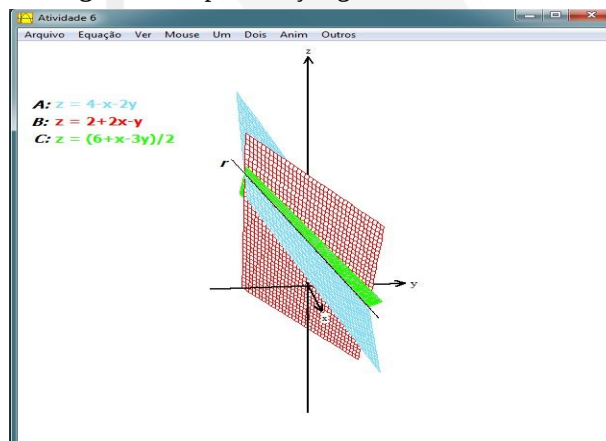 Atividade 6
Arquivo Equação Ver Mouse Um Dois Anim Outros
z
A: z = 4-x-2y
B: z = 2+2x-y
C: z = (6+x-3y)/2
r
y
x